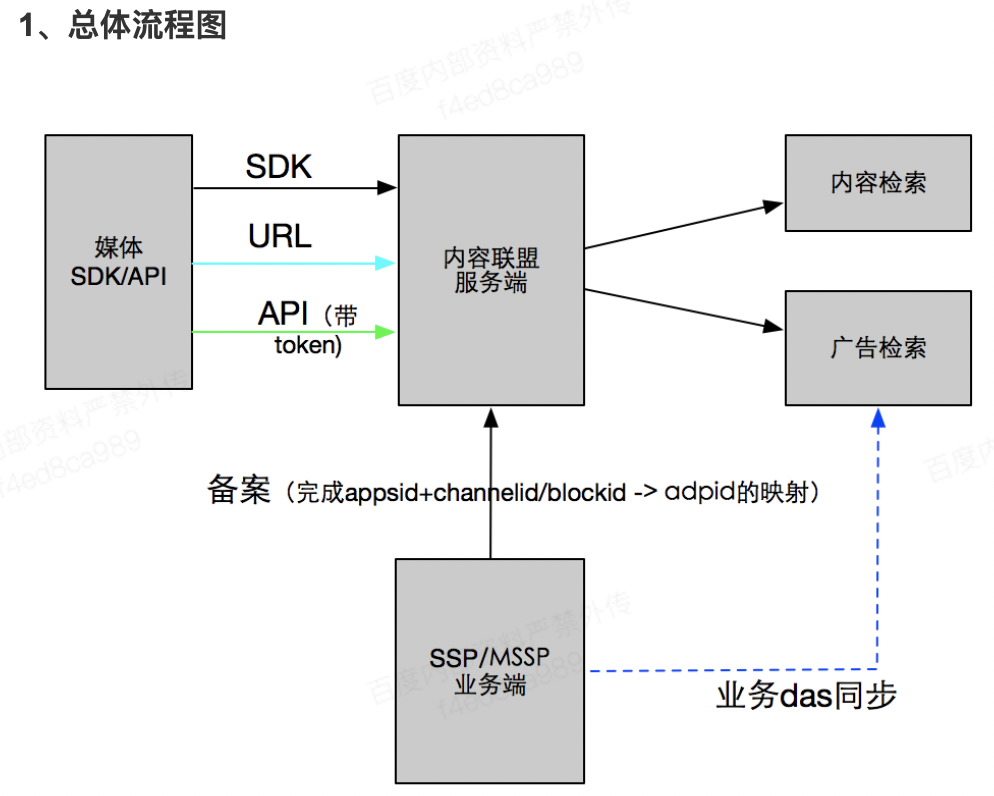 1、总体流程图
百度内部资料严禁外传
f4ed8ca989
SDK
内容检索
URL
媒体
SDK/API
内容联盟
服务端
API（带
token)
广告检索
部资料严禁外传
f4ed8ca989
百度内
备案（完成appsid+channelid/blockid -> adpid的映射）
百度内部资料严禁外传
f4ed8ca989
SSP/MSSP
业务端
业务das同步